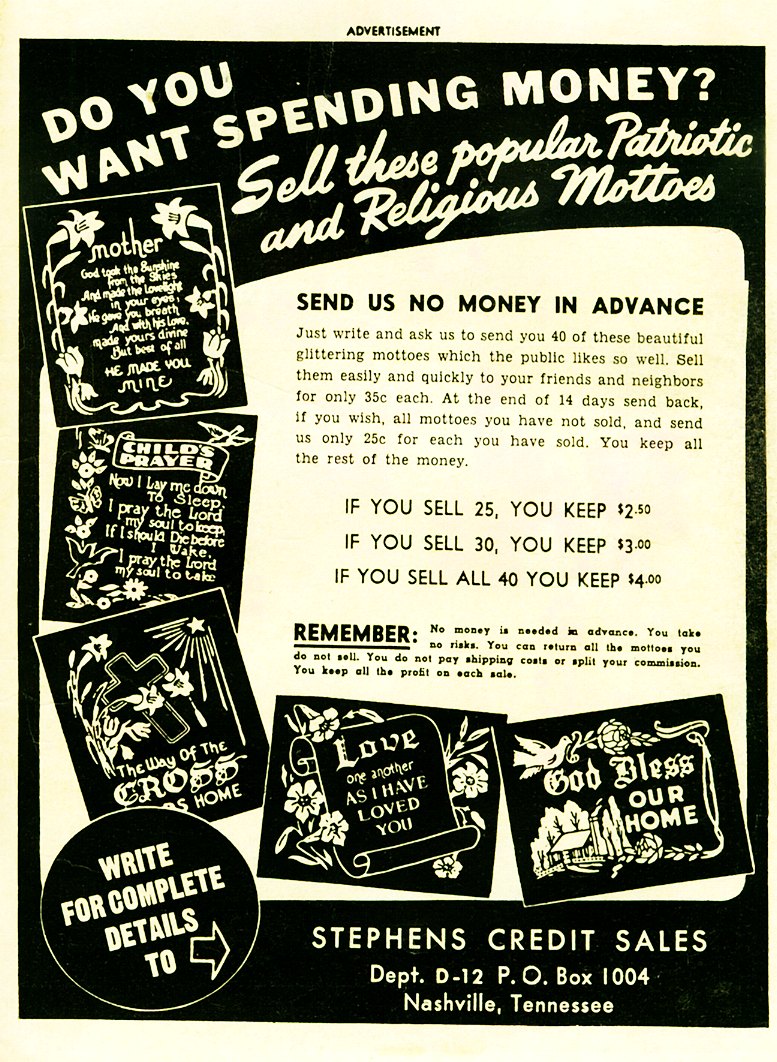 ADVERTISEMENT
DO YOU
WANT SPENDING MONEY?
Sell these popular Patriotic
and Religious Mottoes
mother
God took the Sunshine
from the Skies
And made the Lovelight
in your eyes,
He gave you breath
And with his Love,
made yours divine
But best of all
HE MADE YOU
MINE
CHILD'S
PRAYER
Now I Lay me down
To Sleep,
I pray the Lord
my soul to keep,
If I should Die before
I Wake,
I pray the Lord
my soul to take
The Way Of The
CROSS
HOME
SEND US NO MONEY IN ADVANCE
Just write and ask us to send you 40 of these beautiful
glittering mottoes which the public likes so well. Sell
them easily and quickly to your friends and neighbors
for only 35c each. At the end of 14 days send back,
if you wish, all mottoes you have not sold, and send
us only 25c for each you have sold. You keep all
the rest of the money.
IF YOU SELL 25, YOU KEEP $2.50
IF YOU SELL 30, YOU KEEP $3.00
IF YOU SELL ALL 40 YOU KEEP $4.00
REMEMBER: No money is needed in advance. You take
no risks. You can return all the mottoes you
do not sell. You do not pay shipping costs or split your commission.
You keep all the profit on each sale.
Love
one another
AS I HAVE
LOVED
YOU
God Bless
OUR
HOME
WRITE
FOR COMPLETE
DETAILS
TO
STEPHENS CREDIT SALES
Dept. D-12 P.O. Box 1004
Nashville, Tennessee